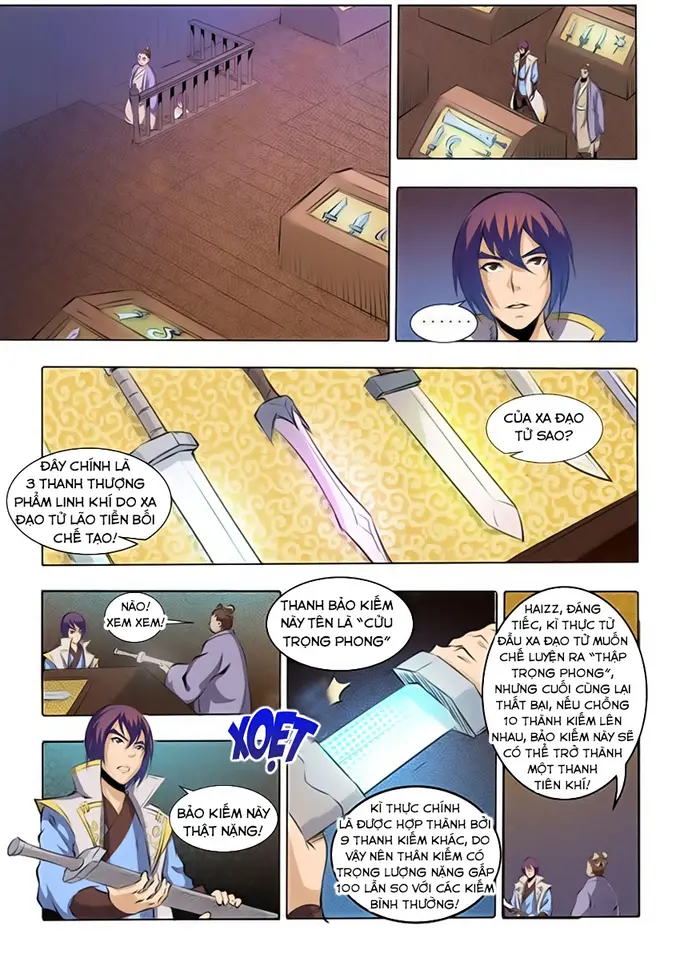 ......
ĐÂY CHÍNH LÀ
3 THANH THƯỢNG
PHẨM LINH KHÍ DO XA
ĐẠO TỬ LÃO TIỀN BỐI
CHẾ TẠO!
CỦA XA ĐẠO
TỬ SAO?
NÀO!
XEM XEM!
THANH BẢO KIẾM
NÀY TÊN LÀ “CỬU
TRỌNG PHONG”
HAIZZ, ĐÁNG
TIẾC, KÌ THỰC TỪ
ĐẦU XA ĐẠO TỬ MUỐN
CHẾ LUYỆN RA “THẬP
TRỌNG PHONG”,
NHƯNG CUỐI CÙNG LẠI
THẤT BẠI, NẾU CHỒNG
10 THÀNH KIẾM LÊN
NHAU, BẢO KIẾM NÀY SẼ
CÓ THỂ TRỞ THÀNH
MỘT THANH
TIÊN KHÍ!
XOẸT
BẢO KIẾM NÀY
THẬT NẶNG!
KÌ THỰC CHÍNH
LÀ ĐƯỢC HỢP THÀNH BỞI
9 THANH KIẾM KHÁC, DO
VẬY NÊN THÂN KIẾM CÓ
TRỌNG LƯỢNG NẶNG GẤP
100 LẦN SO VỚI CÁC KIẾM
BÌNH THƯỜNG!